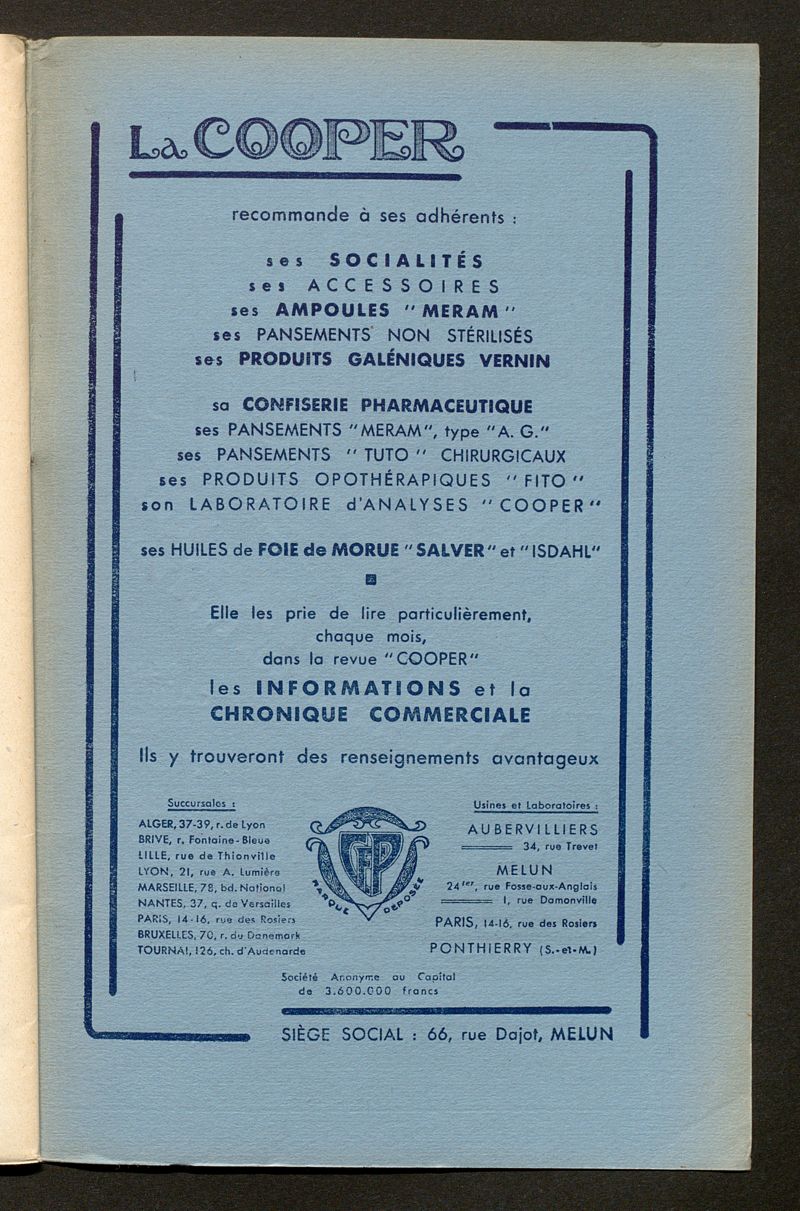 La COOPER
recommande à ses adhérents :
ses SOCIALITÉS
ses ACCESSOIRES
ses AMPOULES "MERAM"
ses PANSEMENTS NON STÉRILISÉS
ses PRODUITS GALÉNIQUES VERNIN
sa CONFISERIE PHARMACEUTIQUE
ses PANSEMENTS "MERAM", type "A. G."
ses PANSEMENTS "TUTO" CHIRURGICAUX
ses PRODUITS OPOTHÉRAPIQUES "FITO"
son LABORATOIRE d'ANALYSES "COOPER"
ses HUILES de FOIE de MORUE "SALVER" et "ISDAHL"
Elle les prie de lire particulièrement,
chaque mois,
dans la revue "COOPER"
les INFORMATIONS et la
CHRONIQUE COMMERCIALE
Ils y trouveront des renseignements avantageux
Succursales :
ALGER, 37-39, r. de Lyon
BRIVE, r. Fontaine-Bleue
LILLE, rue de Thionville
LYON, 21, rue A. Lumière
MARSEILLE, 78, bd. National
NANTES, 37, q. de Versailles
PARIS, 14-16, rue des Rosiers
BRUXELLES, 70, r. du Danemark
TOURNAI, 126, ch. d'Audenarde
MARQUE DÉPOSÉE
Usines et Laboratoires :
AUBERVILLIERS
34, rue Trevet
MELUN
24ter, rue Fosse-aux-Anglais
1, rue Damonville
PARIS, 14-16, rue des Rosiers
PONTHIERRY (S.-et-M.)
Société Anonyme au Capital
de 3.600.000 francs
SIÈGE SOCIAL : 66, rue Dajot, MELUN